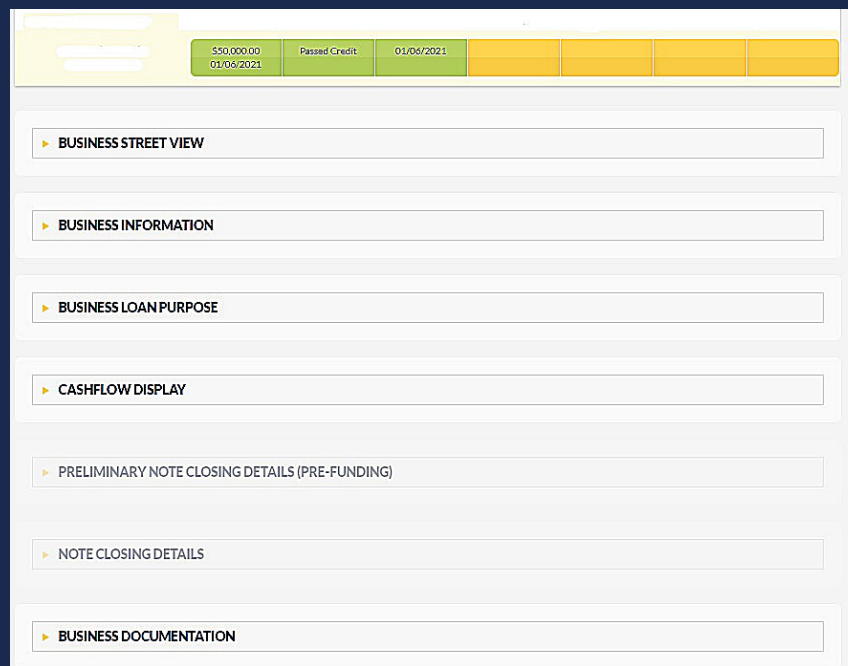 $50,000.00
01/06/2021
Passed Credit
01/06/2021
BUSINESS STREET VIEW
BUSINESS INFORMATION
BUSINESS LOAN PURPOSE
CASHFLOW DISPLAY
PRELIMINARY NOTE CLOSING DETAILS (PRE-FUNDING)
NOTE CLOSING DETAILS
BUSINESS DOCUMENTATION